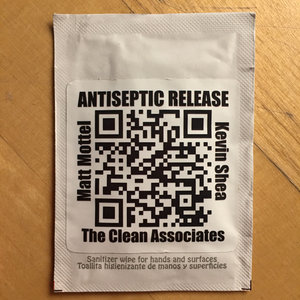 ANTISEPTIC RELEASE
Matt Mottel
Kevin Shea
The Clean Associates
Sanitizer wipe for hands and surfaces
Toallita higienizante de manos y superficies